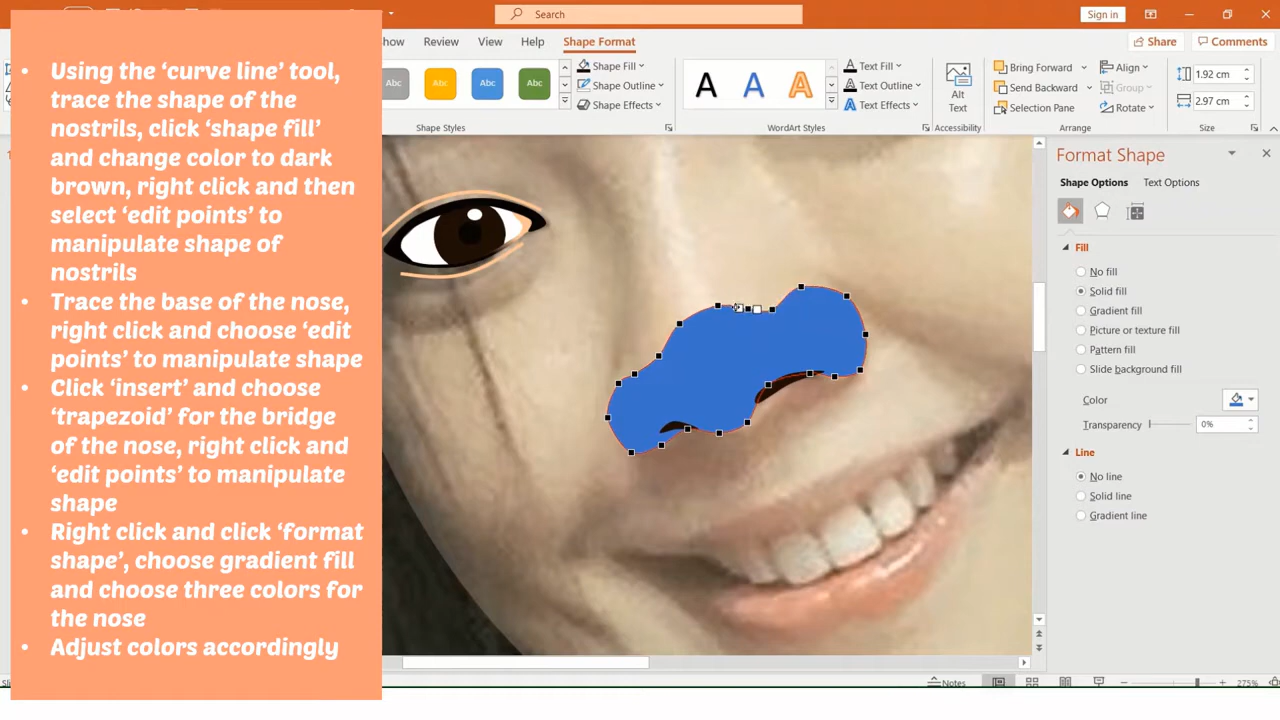 Search
Sign in
how
Review
View
Help
Shape Format
Share
Comments
• Using the ‘curve line’ tool,
trace the shape of the
nostrils, click ‘shape fill’
and change color to dark
brown, right click and then
select ‘edit points’ to
manipulate shape of
nostrils
• Trace the base of the nose,
right click and choose ‘edit
points’ to manipulate shape
• Click ‘insert’ and choose
‘trapezoid’ for the bridge
of the nose, right click and
‘edit points’ to manipulate
shape
• Right click and click ‘format
shape’, choose gradient fill
and choose three colors for
the nose
• Adjust colors accordingly
Abc Abc Abc Abc
Shape Fill
Shape Outline
Shape Effects
Shape Styles
A A A
Text Fill
Text Outline
Text Effects
WordArt Styles
Alt
Text
Accessibility
Bring Forward
Send Backward
Selection Pane
Align
Group
Rotate
Arrange
1.92 cm
2.97 cm
Size
Format Shape
Shape Options Text Options
Fill
No fill
Solid fill
Gradient fill
Picture or texture fill
Pattern fill
Slide background fill
Color
Transparency
0%
Line
No line
Solid line
Gradient line
Notes
275%